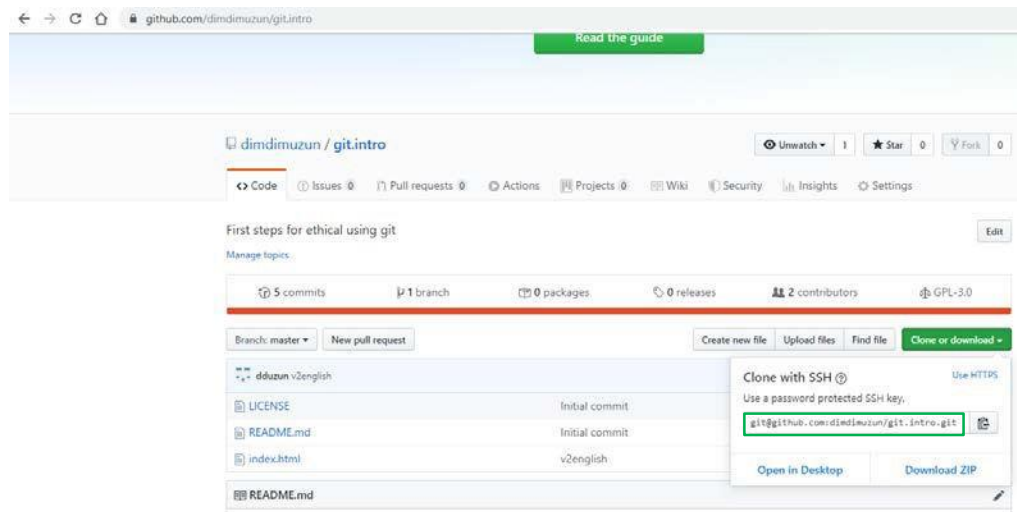 github.com/dimdimuzun/git.intro
Read the guide
dimdimuzun / git.intro
Unwatch 1 Star 0 Fork 0
Code Issues 0 Pull requests 0 Actions Projects 0 Wiki Security Insights Settings
First steps for ethical using git Edit
Manage topics
5 commits 1 branch 0 packages 0 releases 2 contributors GPL-3.0
Branch: master New pull request Create new file Upload files Find file Clone or download
dduzun v2english
LICENSE Initial commit
README.md Initial commit
index.html v2english
Clone with SSH Use HTTPS
Use a password protected SSH key.
git@github.com:dimdimuzun/git.intro.git
Open in Desktop Download ZIP
README.md